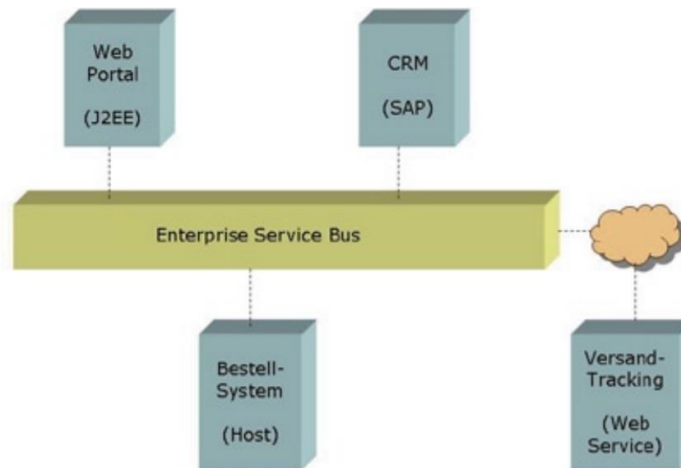 Web
Portal
(J2EE)
CRM
(SAP)
Enterprise Service Bus
Bestell-
System
(Host)
Versand-
Tracking
(Web
Service)